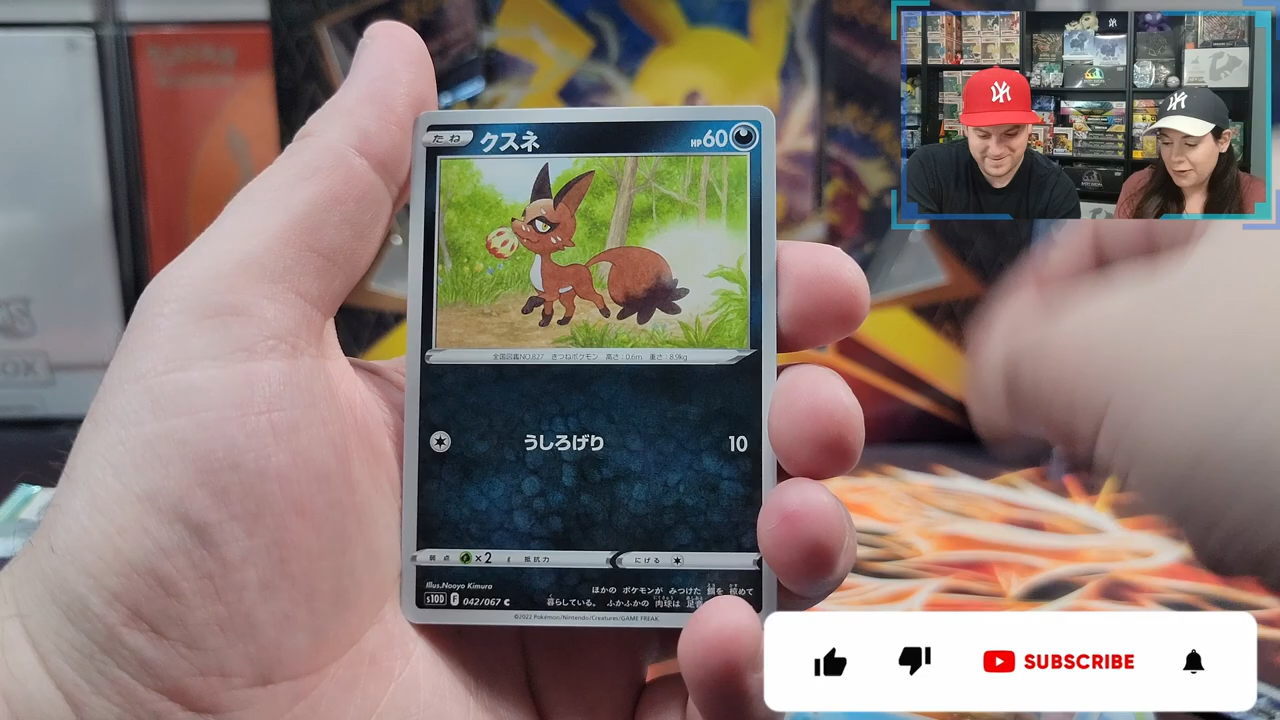 たね クスネ HP60
全国図鑑NO.827 きつねポケモン 高さ:0.6m 重さ:8.9kg
うしろげり 10
弱点 ×2 抵抗力 にげる
Illus.Naoyo Kimura
ほかの ポケモンが みつけた 餌を 掠めて
暮らしている。 ふかふかの 肉球は 足音
s10D F 042/067 C
©2022 Pokémon/Nintendo/Creatures/GAME FREAK.
SUBSCRIBE